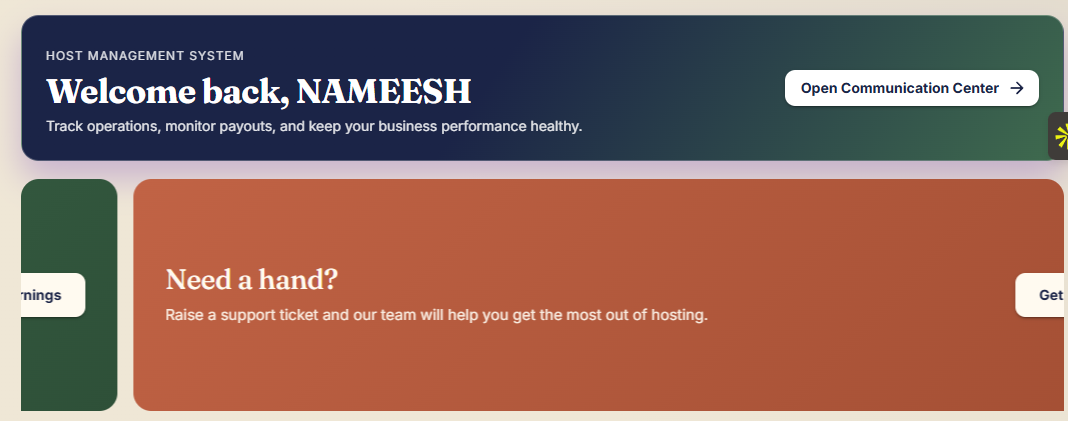 HOST MANAGEMENT SYSTEM
Welcome back, NAMEESH
Track operations, monitor payouts, and keep your business performance healthy.
Open Communication Center
rnings
Need a hand?
Raise a support ticket and our team will help you get the most out of hosting.
Get